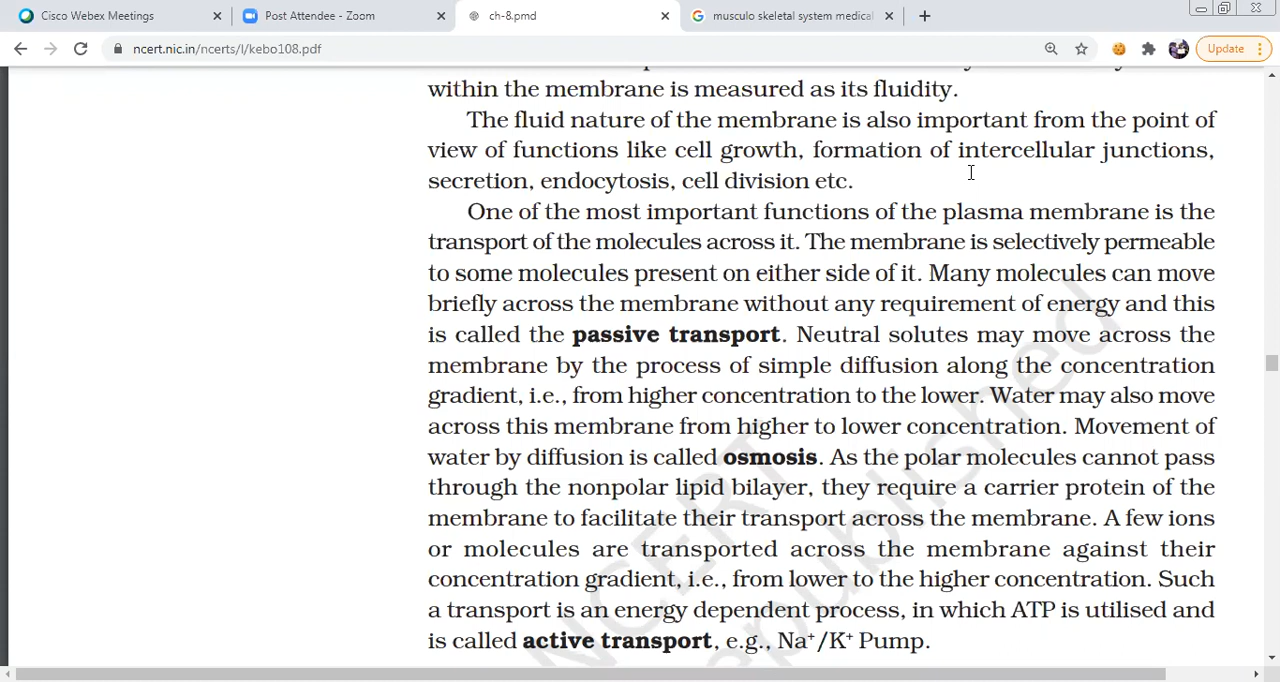 Cisco Webex Meetings
Post Attendee - Zoom
ch-8.pmd
musculo skeletal system medical
ncert.nic.in/ncerts/l/kebo108.pdf
Update
within the membrane is measured as its fluidity.
The fluid nature of the membrane is also important from the point of
view of functions like cell growth, formation of intercellular junctions,
secretion, endocytosis, cell division etc.
One of the most important functions of the plasma membrane is the
transport of the molecules across it. The membrane is selectively permeable
to some molecules present on either side of it. Many molecules can move
briefly across the membrane without any requirement of energy and this
is called the passive transport. Neutral solutes may move across the
membrane by the process of simple diffusion along the concentration
gradient, i.e., from higher concentration to the lower. Water may also move
across this membrane from higher to lower concentration. Movement of
water by diffusion is called osmosis. As the polar molecules cannot pass
through the nonpolar lipid bilayer, they require a carrier protein of the
membrane to facilitate their transport across the membrane. A few ions
or molecules are transported across the membrane against their
concentration gradient, i.e., from lower to the higher concentration. Such
a transport is an energy dependent process, in which ATP is utilised and
is called active transport, e.g., Na⁺/K⁺ Pump.
NCERT
republished